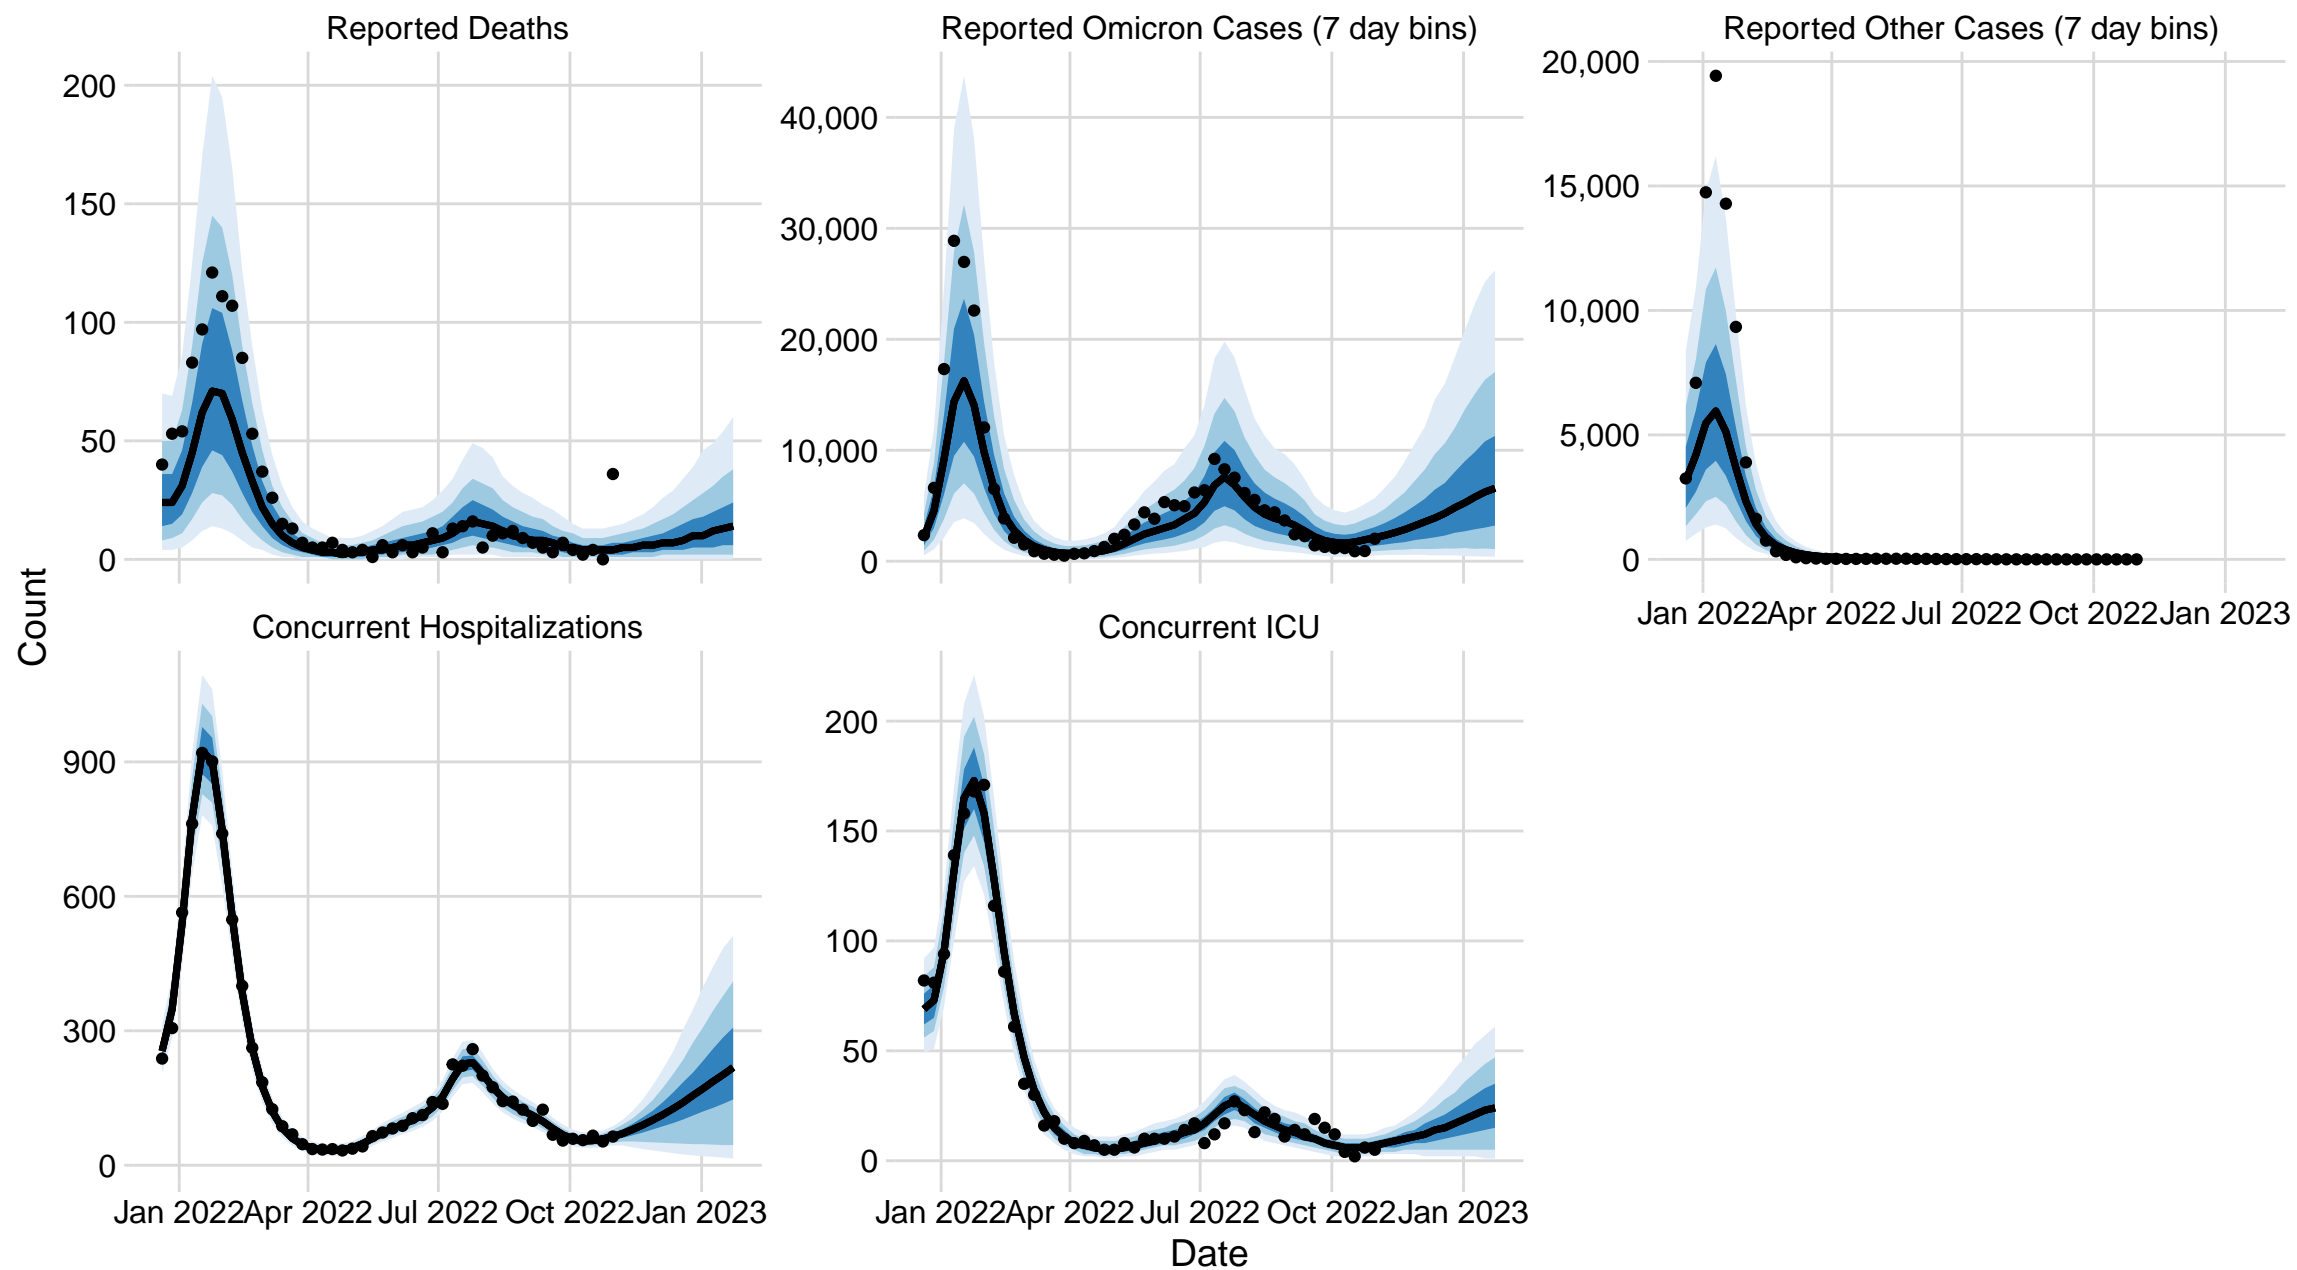 Reported Deaths
200
150
100
50
0
Reported Omicron Cases (7 day bins)
40,000
30,000
20,000
10,000
0
Reported Other Cases (7 day bins)
20,000
15,000
10,000
5,000
0
Jan 2022 Apr 2022 Jul 2022 Oct 2022 Jan 2023
Count
Concurrent Hospitalizations
900
600
300
0
Jan 2022 Apr 2022 Jul 2022 Oct 2022 Jan 2023
Concurrent ICU
200
150
100
50
0
Jan 2022 Apr 2022 Jul 2022 Oct 2022 Jan 2023
Date